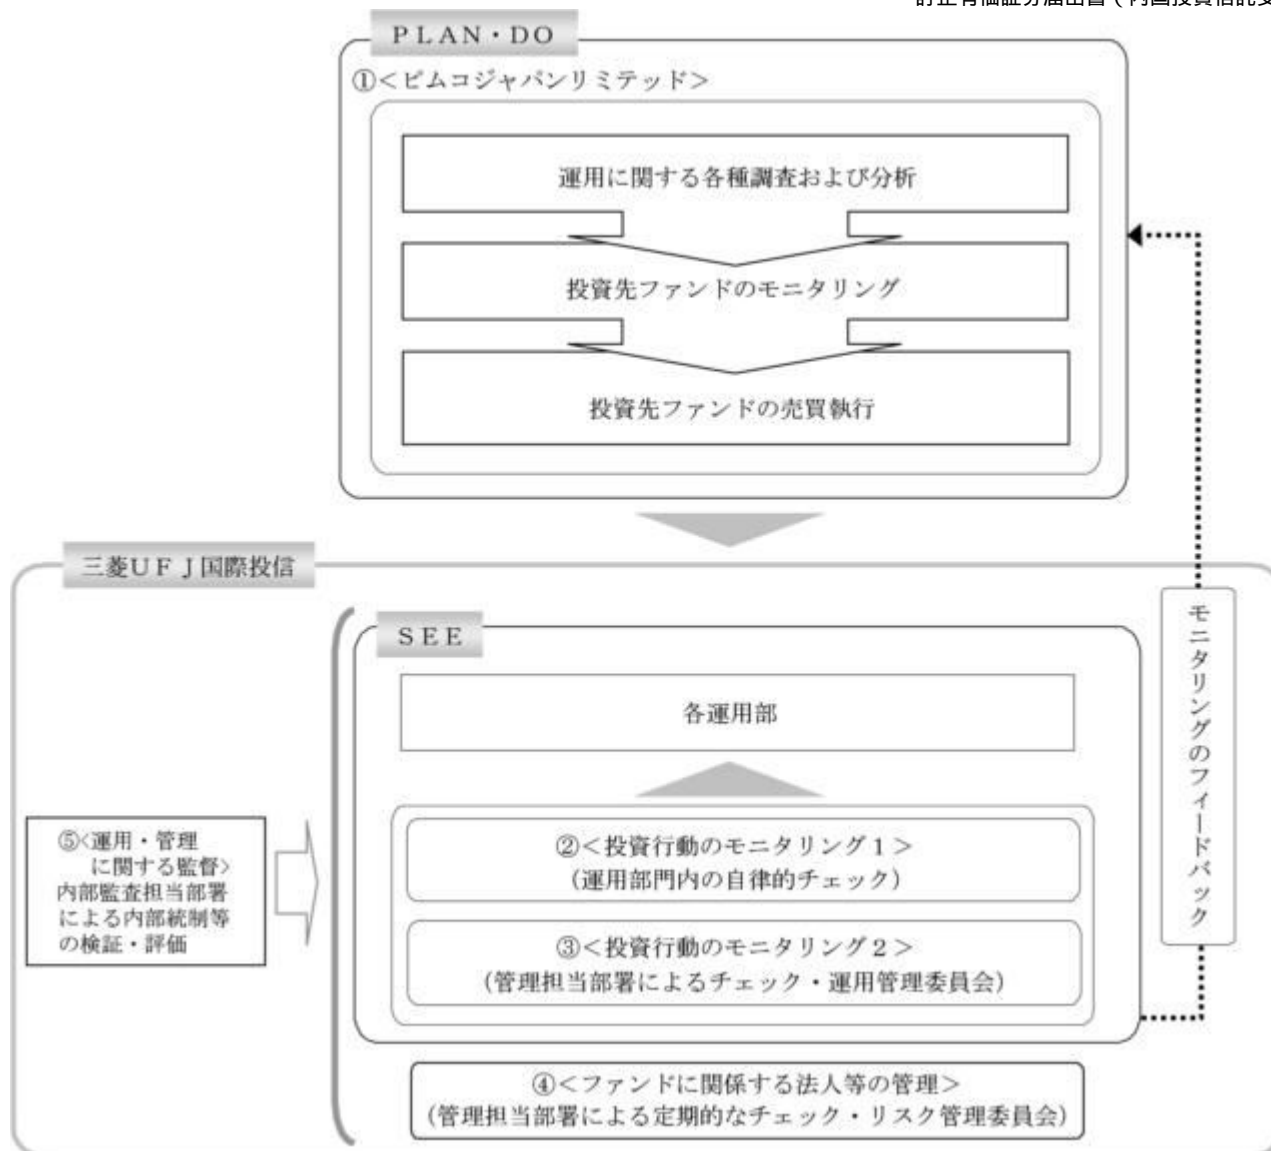 ＰＬＡＮ・ＤＯ
①＜ピムコジャパンリミテッド＞
運用に関する各種調査および分析
投資先ファンドのモニタリング
投資先ファンドの売買執行
三菱ＵＦＪ国際投信
ＳＥＥ
各運用部
②＜投資行動のモニタリング１＞
（運用部門内の自律的チェック）
③＜投資行動のモニタリング２＞
（管理担当部署によるチェック・運用管理委員会）
④＜ファンドに関係する法人等の管理＞
（管理担当部署による定期的なチェック・リスク管理委員会）
⑤<運用・管理
に関する監督>
内部監査担当部署
による内部統制等
の検証・評価
モニタリングのフィードバック